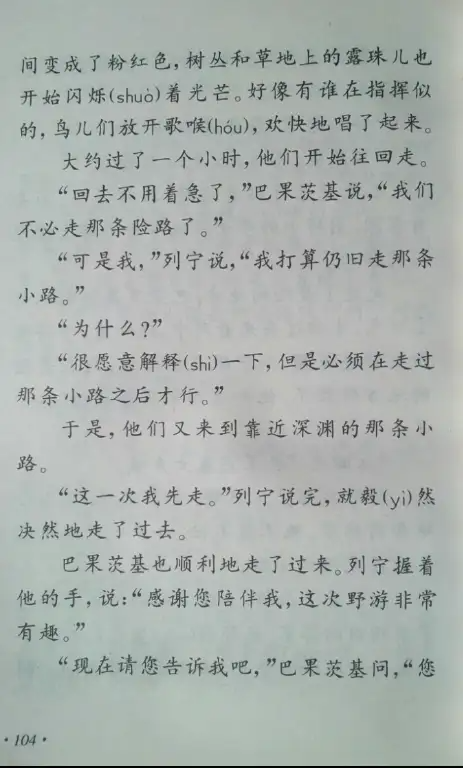 间变成了粉红色，树丛和草地上的露珠儿也
开始闪烁(shuò)着光芒。好像有谁在指挥似
的，鸟儿们放开歌喉(hóu)，欢快地唱了起来。
大约过了一个小时，他们开始往回走。
“回去不用着急了，”巴果茨基说，“我们
不必走那条险路了。”
“可是我，”列宁说，“我打算仍旧走那条
小路。”
“为什么?”
“很愿意解释(shì)一下，但是必须在走过
那条小路之后才行。”
于是，他们又来到靠近深渊的那条小
路。
“这一次我先走。”列宁说完，就毅(yì)然
决然地走了过去。
巴果茨基也顺利地走了过来。列宁握着
他的手，说：“感谢您陪伴我，这次野游非常
有趣。”
“现在请您告诉我吧，”巴果茨基问，“您
·104·